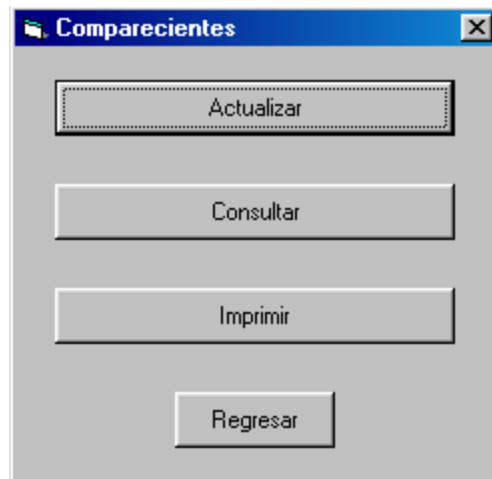 Comparecientes
Actualizar
Consultar
Imprimir
Regresar